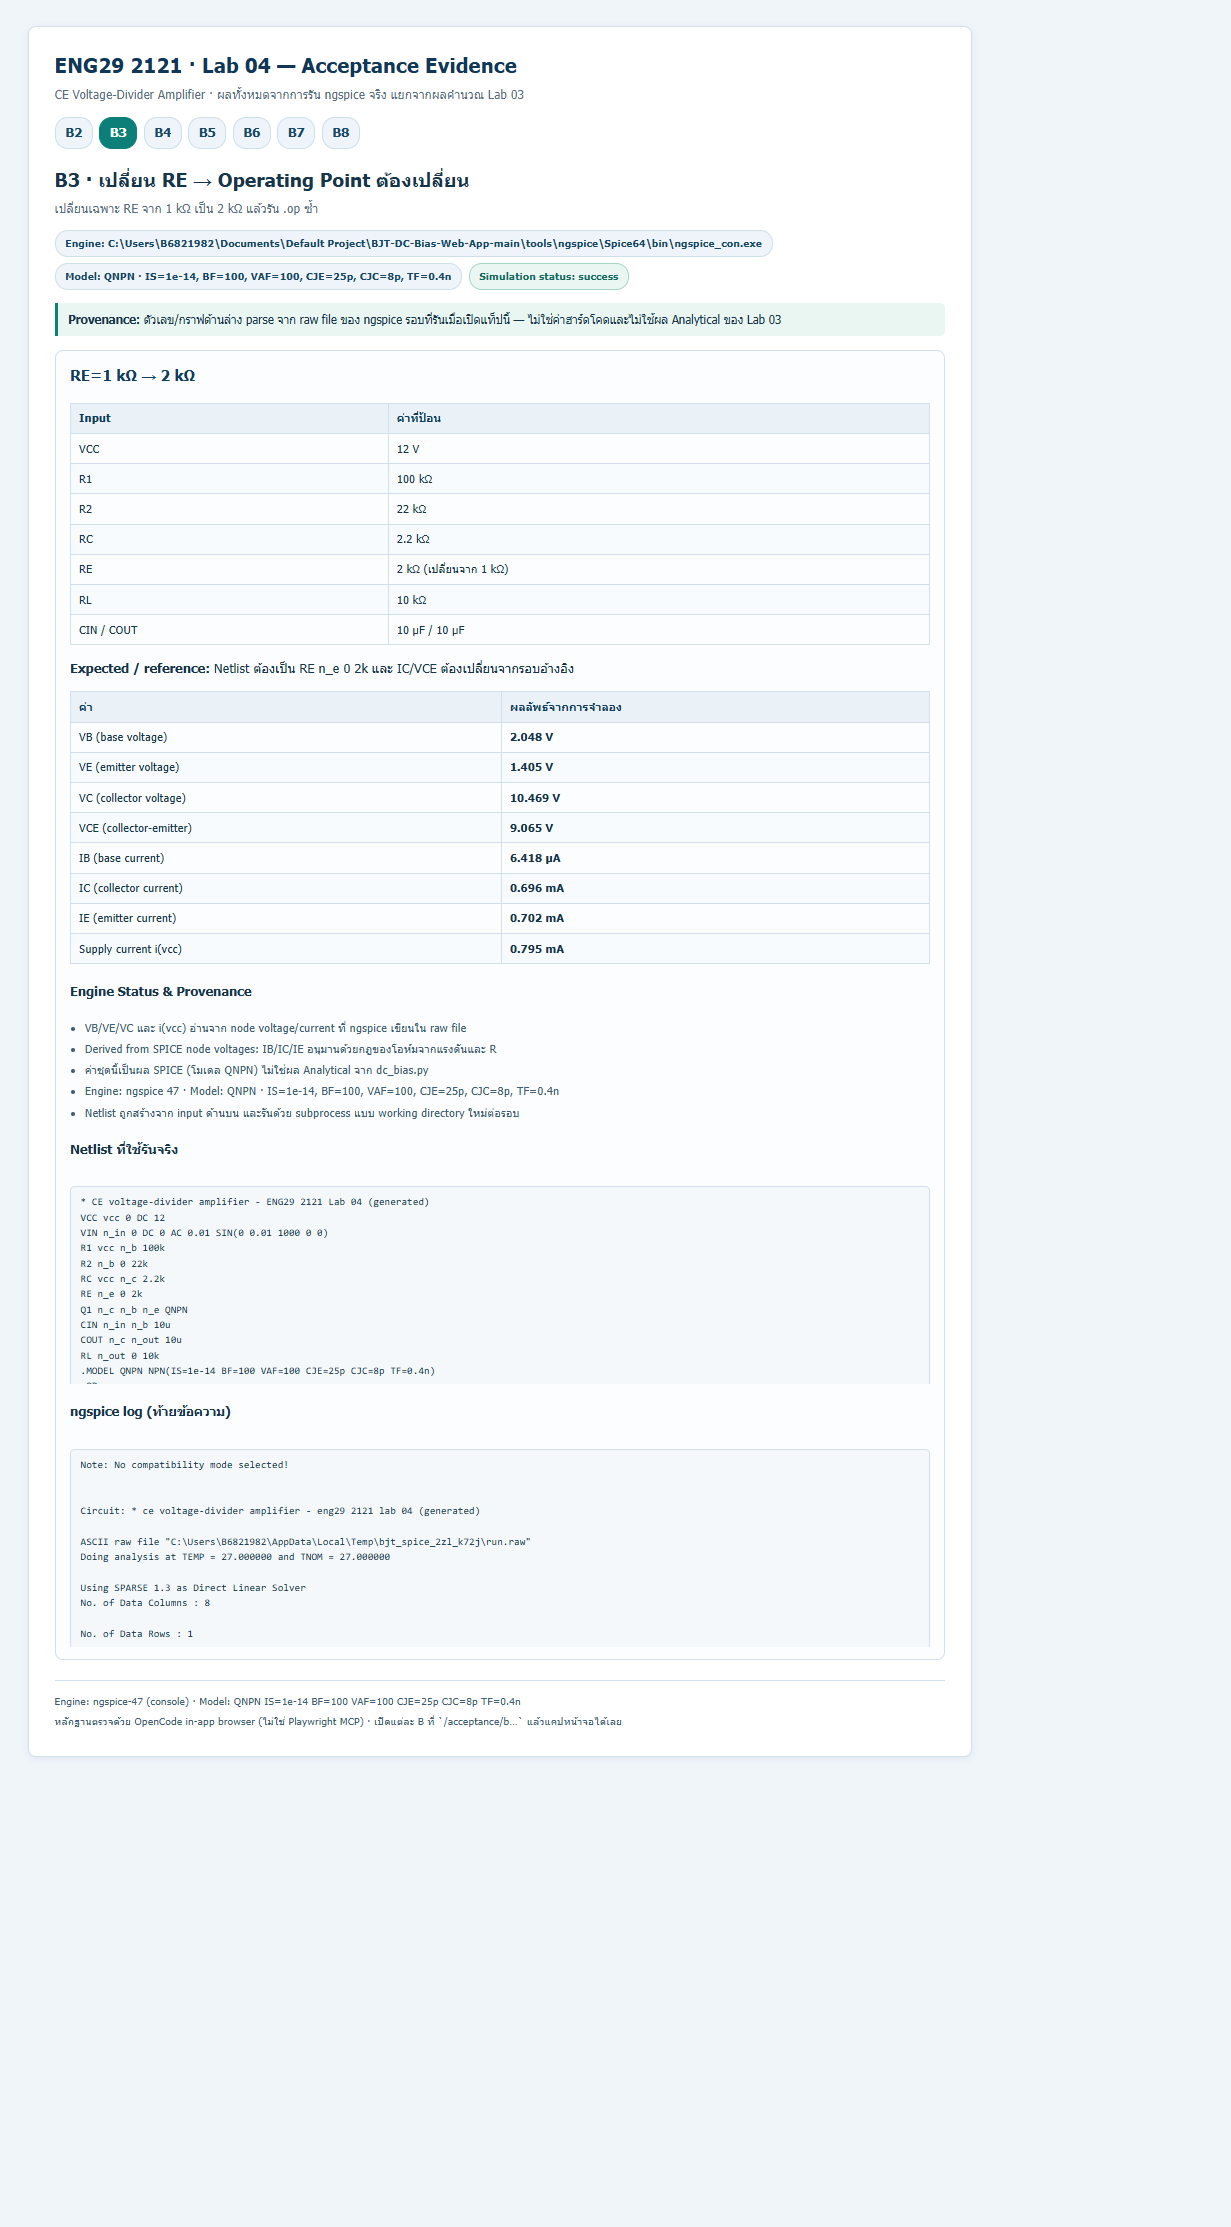 ENG29 2121 · Lab 04 — Acceptance Evidence
CE Voltage-Divider Amplifier · ผลทั้งหมดจากการรัน ngspice จริง แยกจากผลคำนวณ Lab 03
B2 B3 B4 B5 B6 B7 B8
B3 · เปลี่ยน RE → Operating Point ต้องเปลี่ยน
เปลี่ยนเฉพาะ RE จาก 1 kΩ เป็น 2 kΩ แล้วรัน .op ซ้ำ
Engine: C:\Users\B6821982\Documents\Default Project\BJT-DC-Bias-Web-App-main\tools\ngspice\Spice64\bin\ngspice_con.exe
Model: QNPN · IS=1e-14, BF=100, VAF=100, CJE=25p, CJC=8p, TF=0.4n Simulation status: success
Provenance: ตัวเลข/กราฟด้านล่าง parse จาก raw file ของ ngspice รอบที่รันเมื่อเปิดแท็ปนี้ — ไม่ใช่ค่าฮาร์ดโคดและไม่ใช้ผล Analytical ของ Lab 03
RE=1 kΩ → 2 kΩ
Input ค่าที่ป้อน
VCC 12 V
R1 100 kΩ
R2 22 kΩ
RC 2.2 kΩ
RE 2 kΩ (เปลี่ยนจาก 1 kΩ)
RL 10 kΩ
CIN / COUT 10 µF / 10 µF
Expected / reference: Netlist ต้องเป็น RE n_e 0 2k และ IC/VCE ต้องเปลี่ยนจากรอบอ้างอิง
ค่า ผลลัพธ์จากการจำลอง
VB (base voltage) 2.048 V
VE (emitter voltage) 1.405 V
VC (collector voltage) 10.469 V
VCE (collector-emitter) 9.065 V
IB (base current) 6.418 µA
IC (collector current) 0.696 mA
IE (emitter current) 0.702 mA
Supply current i(vcc) 0.795 mA
Engine Status & Provenance
• VB/VE/VC และ i(vcc) อ่านจาก node voltage/current ที่ ngspice เขียนใน raw file
• Derived from SPICE node voltages: IB/IC/IE อนุมานด้วยกฎของโอห์มจากแรงดันและ R
• ค่าชุดนี้เป็นผล SPICE (โมเดล QNPN) ไม่ใช่ผล Analytical จาก dc_bias.py
• Engine: ngspice 47 · Model: QNPN · IS=1e-14, BF=100, VAF=100, CJE=25p, CJC=8p, TF=0.4n
• Netlist ถูกสร้างจาก input ด้านบน และรันด้วย subprocess แบบ working directory ใหม่ต่อรอบ
Netlist ที่ใช้รันจริง
* CE voltage-divider amplifier - ENG29 2121 Lab 04 (generated)
VCC vcc 0 DC 12
VIN n_in 0 DC 0 AC 0.01 SIN(0 0.01 1000 0 0)
R1 vcc n_b 100k
R2 n_b 0 22k
RC vcc n_c 2.2k
RE n_e 0 2k
Q1 n_c n_b n_e QNPN
CIN n_in n_b 10u
COUT n_c n_out 10u
RL n_out 0 10k
.MODEL QNPN NPN(IS=1e-14 BF=100 VAF=100 CJE=25p CJC=8p TF=0.4n)
ngspice log (ท้ายข้อความ)
Note: No compatibility mode selected!
Circuit: * ce voltage-divider amplifier - eng29 2121 lab 04 (generated)
ASCII raw file "C:\Users\B6821982\AppData\Local\Temp\bjt_spice_2zl_k72j\run.raw"
Doing analysis at TEMP = 27.000000 and TNOM = 27.000000
Using SPARSE 1.3 as Direct Linear Solver
No. of Data Columns : 8
No. of Data Rows : 1
Engine: ngspice-47 (console) · Model: QNPN IS=1e-14 BF=100 VAF=100 CJE=25p CJC=8p TF=0.4n
หลักฐานตรวจด้วย OpenCode in-app browser (ไม่ใช่ Playwright MCP) · เปิดแต่ละ B ที่ `/acceptance/b…` แล้วแคปหน้าจอได้เลย